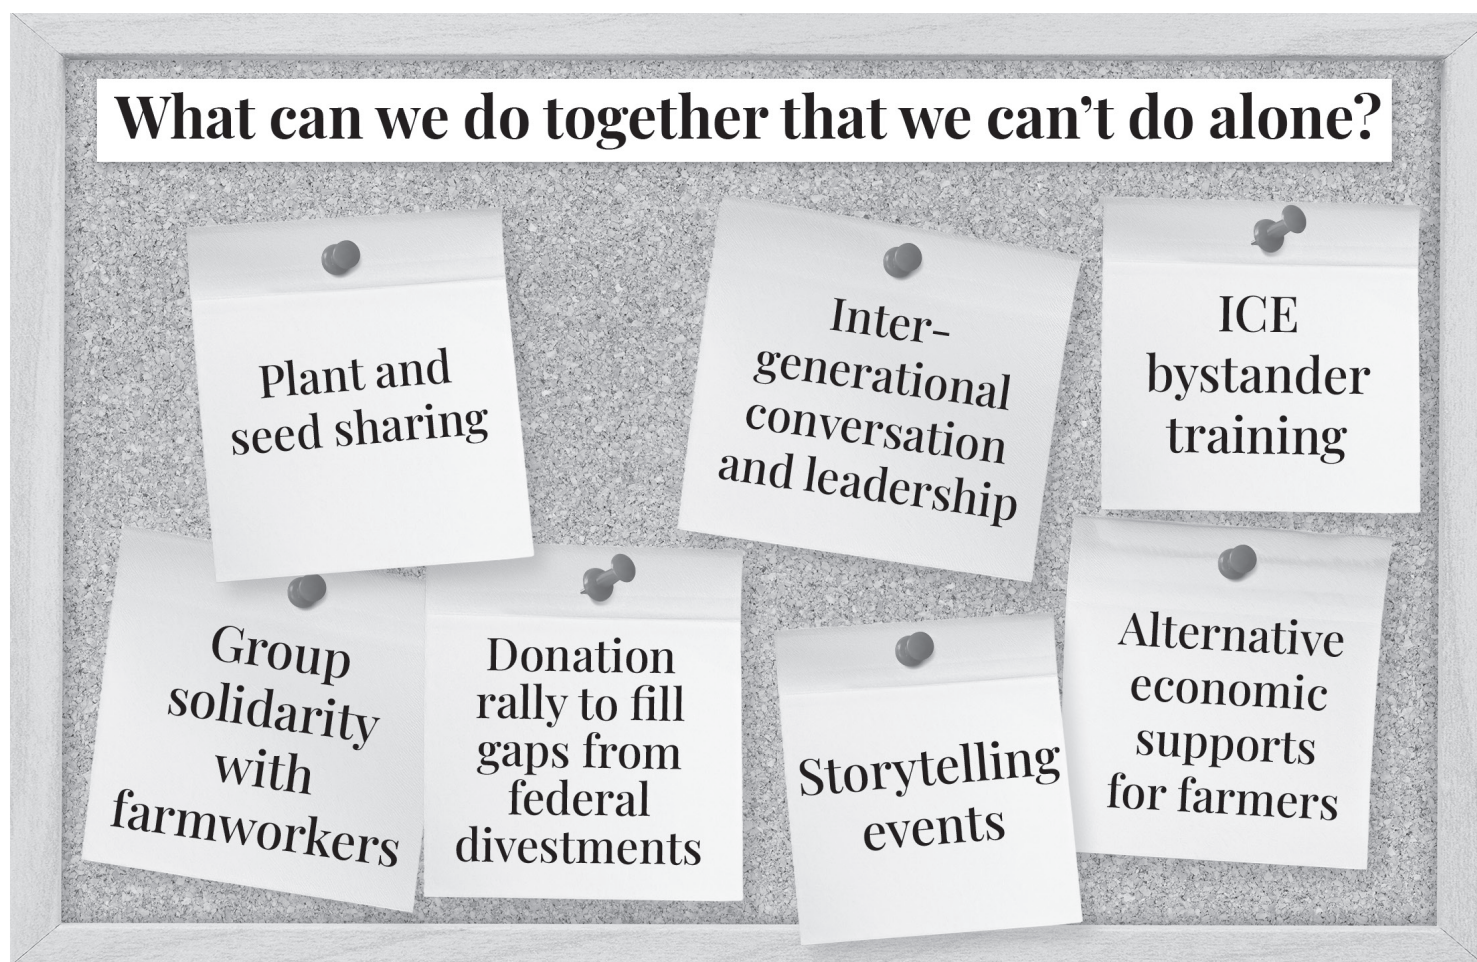 What can we do together that we can’t do alone?
Plant and
seed sharing
Inter-
generational
conversation
and leadership
ICE
bystander
training
Group
solidarity
with
farmworkers
Donation
rally to fill
gaps from
federal
divestments
Storytelling
events
Alternative
economic
supports
for farmers